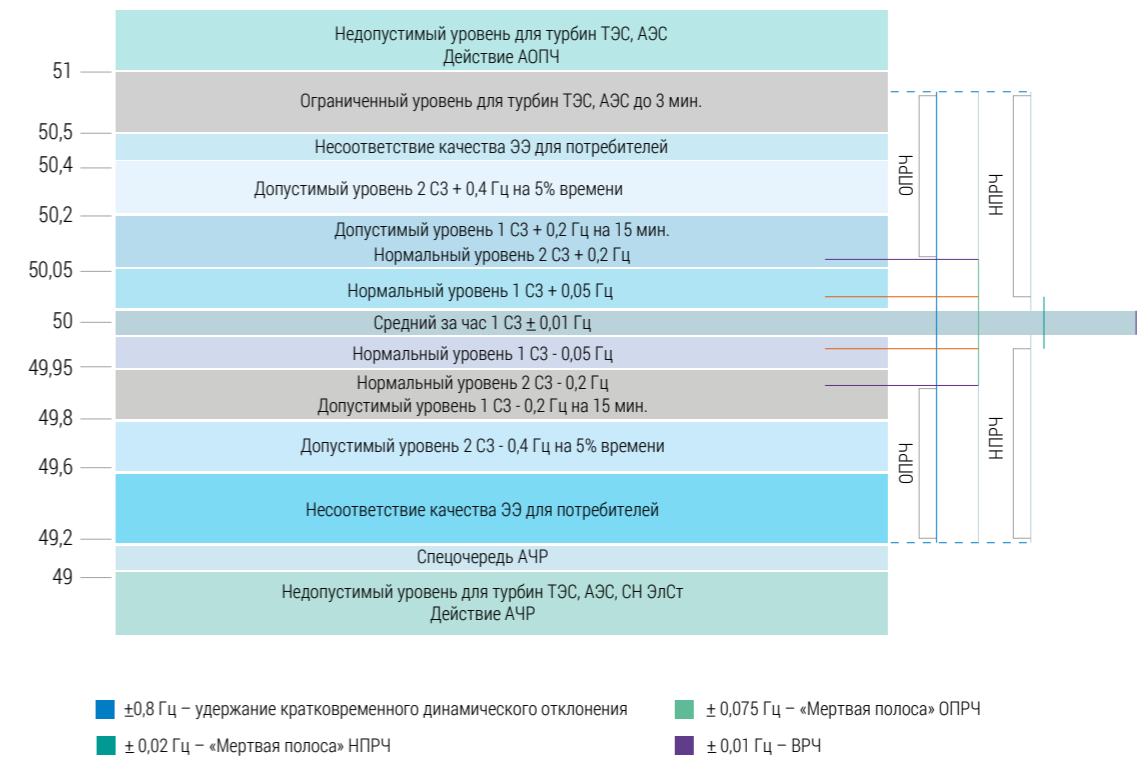 Недопустимый уровень для турбин ТЭС, АЭС
Действие АОПЧ
51
Ограниченный уровень для турбин ТЭС, АЭС до 3 мин.
50,5
Несоответствие качества ЭЭ для потребителей
50,4
Допустимый уровень 2 СЗ + 0,4 Гц на 5% времени
ОПРЧ
НПРЧ
50,2
Допустимый уровень 1 СЗ + 0,2 Гц на 15 мин.
Нормальный уровень 2 СЗ + 0,2 Гц
50,05
Нормальный уровень 1 СЗ + 0,05 Гц
50
Средний за час 1 СЗ ± 0,01 Гц
Нормальный уровень 1 СЗ - 0,05 Гц
49,95
Нормальный уровень 2 СЗ - 0,2 Гц
Допустимый уровень 1 СЗ - 0,2 Гц на 15 мин.
49,8
Допустимый уровень 2 СЗ - 0,4 Гц на 5% времени
ОПРЧ
НПРЧ
49,6
Несоответствие качества ЭЭ для потребителей
49,2
Спецочередь АЧР
49
Недопустимый уровень для турбин ТЭС, АЭС, СН ЭлСт
Действие АЧР
±0,8 Гц – удержание кратковременного динамического отклонения
± 0,075 Гц – «Мертвая полоса» ОПРЧ
± 0,02 Гц – «Мертвая полоса» НПРЧ
± 0,01 Гц – ВРЧ